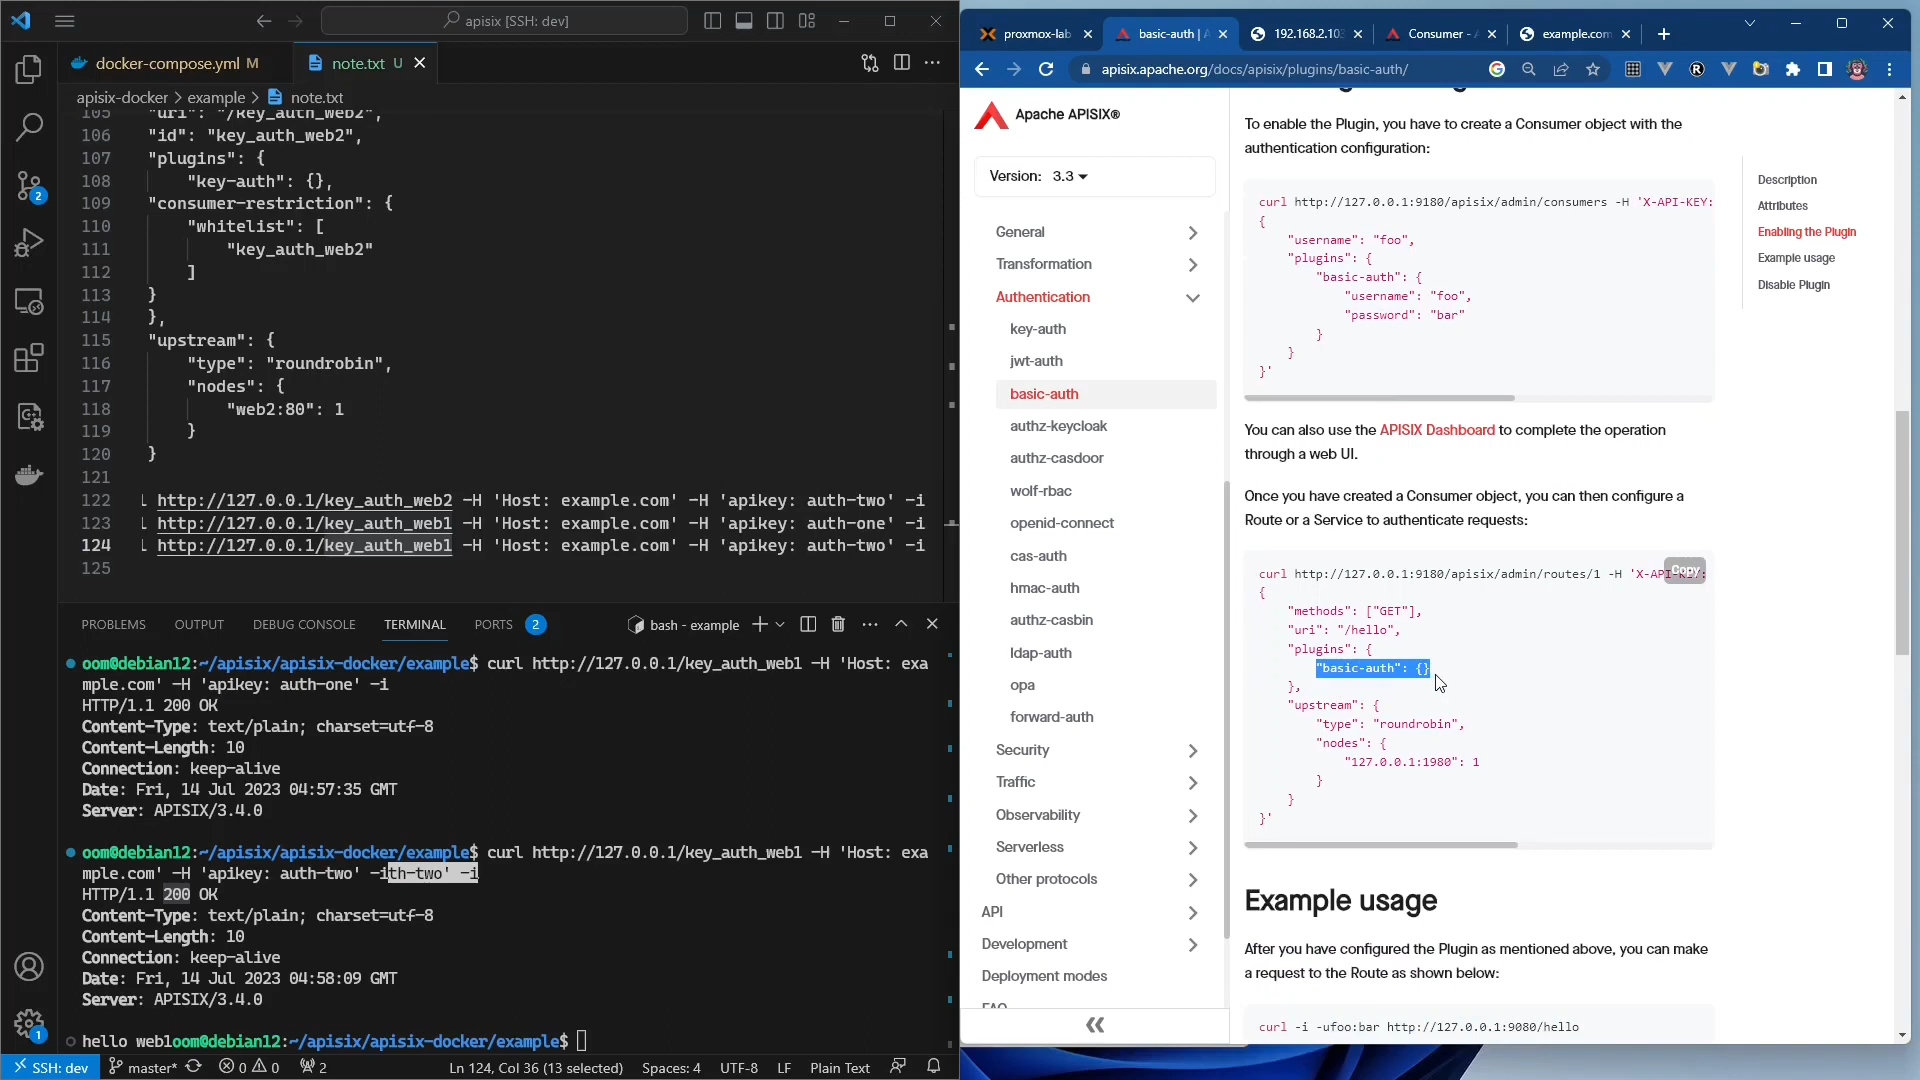 apisix [SSH: dev]
docker-compose.yml M
note.txt U
apisix-docker > example > note.txt
105 "uri": "/key_auth_web2",
106 "id": "key_auth_web2",
107 "plugins": {
108 "key-auth": {},
109 "consumer-restriction": {
110 "whitelist": [
111 "key_auth_web2"
112 ]
113 }
114 },
115 "upstream": {
116 "type": "roundrobin",
117 "nodes": {
118 "web2:80": 1
119 }
120 }
121
122 l http://127.0.0.1/key_auth_web2 -H 'Host: example.com' -H 'apikey: auth-two' -i
123 l http://127.0.0.1/key_auth_web1 -H 'Host: example.com' -H 'apikey: auth-one' -i
124 l http://127.0.0.1/key_auth_web1 -H 'Host: example.com' -H 'apikey: auth-two' -i
125
PROBLEMS OUTPUT DEBUG CONSOLE TERMINAL PORTS 2 bash - example
oom@debian12:~/apisix/apisix-docker/example$ curl http://127.0.0.1/key_auth_web1 -H 'Host: exa
mple.com' -H 'apikey: auth-one' -i
HTTP/1.1 200 OK
Content-Type: text/plain; charset=utf-8
Content-Length: 10
Connection: keep-alive
Date: Fri, 14 Jul 2023 04:57:35 GMT
Server: APISIX/3.4.0
oom@debian12:~/apisix/apisix-docker/example$ curl http://127.0.0.1/key_auth_web1 -H 'Host: exa
mple.com' -H 'apikey: auth-two' -ith-two' -i
HTTP/1.1 200 OK
Content-Type: text/plain; charset=utf-8
Content-Length: 10
Connection: keep-alive
Date: Fri, 14 Jul 2023 04:58:09 GMT
Server: APISIX/3.4.0
hello web1oom@debian12:~/apisix/apisix-docker/example$
2
1
SSH: dev master* 0 0 2 Ln 124, Col 36 (13 selected) Spaces: 4 UTF-8 LF Plain Text
proxmox-lab
basic-auth | A
192.168.2.103
Consumer - A
example.com
apisix.apache.org/docs/apisix/plugins/basic-auth/
Apache APISIX®
Version: 3.3
General
Transformation
Authentication
key-auth
jwt-auth
basic-auth
authz-keycloak
authz-casdoor
wolf-rbac
openid-connect
cas-auth
hmac-auth
authz-casbin
ldap-auth
opa
forward-auth
Security
Traffic
Observability
Serverless
Other protocols
API
Development
Deployment modes
FAQ
To enable the Plugin, you have to create a Consumer object with the
authentication configuration:
curl http://127.0.0.1:9180/apisix/admin/consumers -H 'X-API-KEY:
{
"username": "foo",
"plugins": {
"basic-auth": {
"username": "foo",
"password": "bar"
}
}
}'
You can also use the APISIX Dashboard to complete the operation
through a web UI.
Once you have created a Consumer object, you can then configure a
Route or a Service to authenticate requests:
Copy
curl http://127.0.0.1:9180/apisix/admin/routes/1 -H 'X-API-KEY:
{
"methods": ["GET"],
"uri": "/hello",
"plugins": {
"basic-auth": {}
},
"upstream": {
"type": "roundrobin",
"nodes": {
"127.0.0.1:1980": 1
}
}
}'
Example usage
After you have configured the Plugin as mentioned above, you can make
a request to the Route as shown below:
curl -i -ufoo:bar http://127.0.0.1:9080/hello
Description
Attributes
Enabling the Plugin
Example usage
Disable Plugin